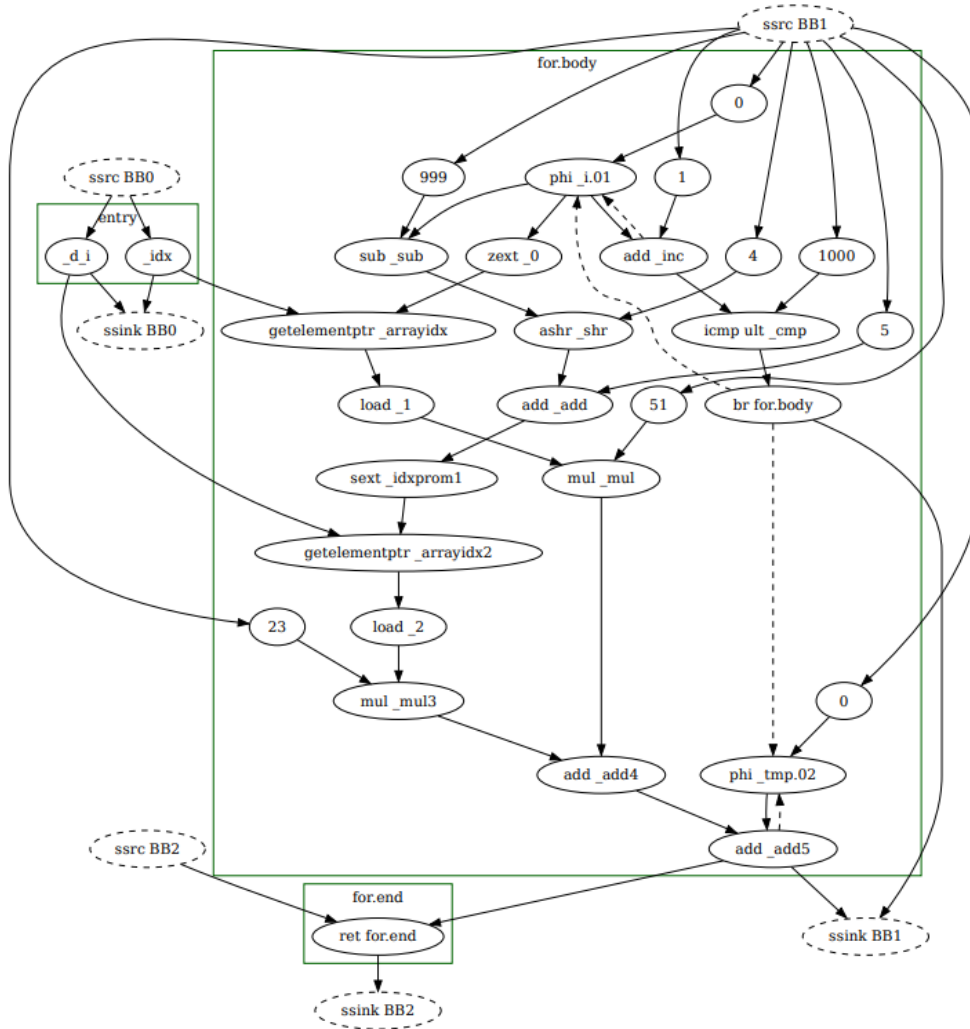 ssrc BB1
for.body
0
ssrc BB0
999
phi _i.01
1
entry
_d_i
_idx
sub _sub
zext _0
add _inc
4
1000
ssink BB0
getelementptr _arrayidx
ashr _shr
icmp ult _cmp
5
load _1
add _add
51
br for.body
sext _idxprom1
mul _mul
getelementptr _arrayidx2
23
load _2
mul _mul3
0
add _add4
phi _tmp.02
ssrc BB2
add _add5
for.end
ret for.end
ssink BB1
ssink BB2